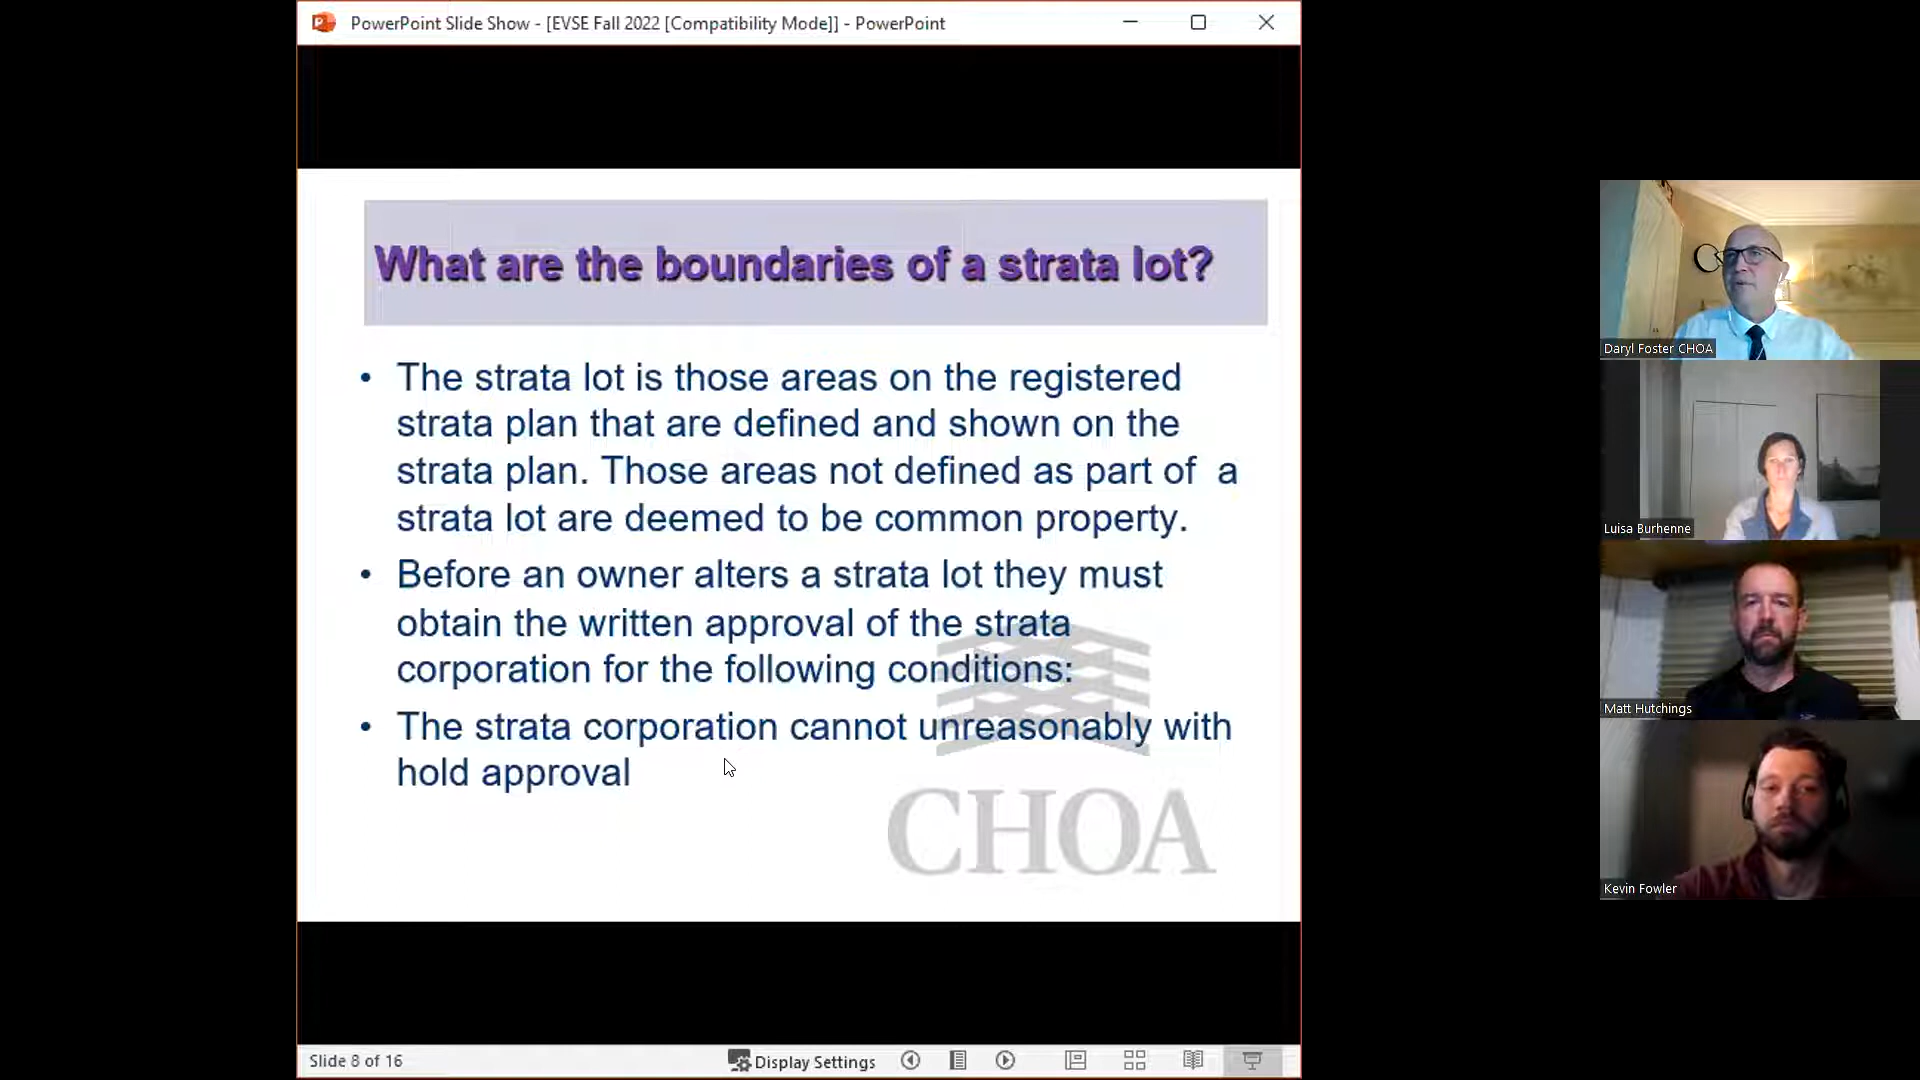 PowerPoint Slide Show - [EVSE Fall 2022 [Compatibility Mode]] - PowerPoint
What are the boundaries of a strata lot?
• The strata lot is those areas on the registered
strata plan that are defined and shown on the
strata plan. Those areas not defined as part of a
strata lot are deemed to be common property.
• Before an owner alters a strata lot they must
obtain the written approval of the strata
corporation for the following conditions:
• The strata corporation cannot unreasonably with
hold approval
CHOA
Slide 8 of 16
Display Settings
Daryl Foster CHOA
Luisa Burhenne
Matt Hutchings
Kevin Fowler